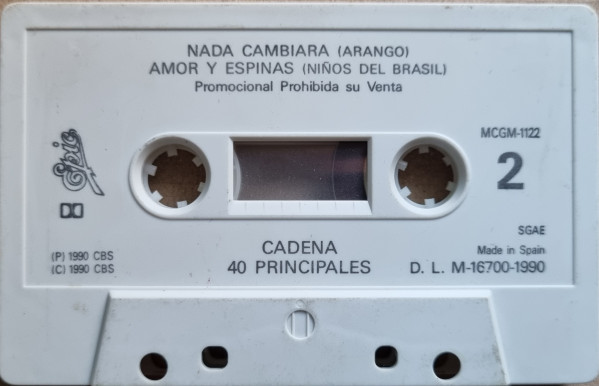 NADA CAMBIARA (ARANGO)
AMOR Y ESPINAS (NIÑOS DEL BRASIL)
Promocional Prohibida su Venta
Epic
MCGM-1122
2
SGAE
(P) 1990 CBS
(C) 1990 CBS
CADENA
40 PRINCIPALES
Made in Spain
D. L. M-16700-1990